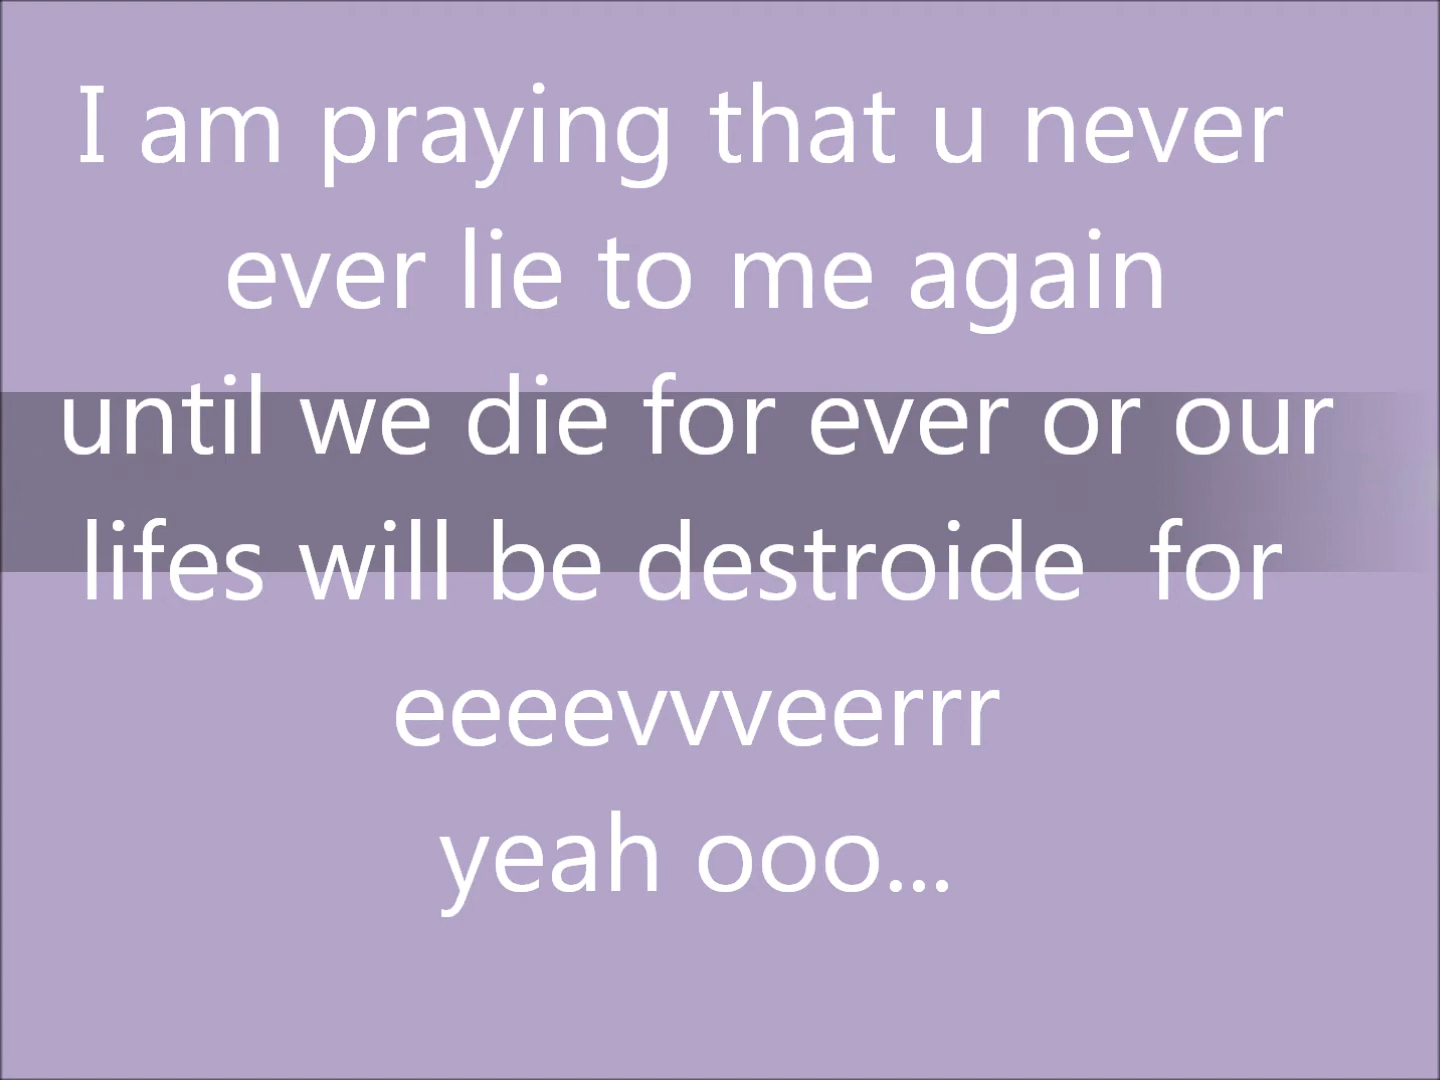 I am praying that u never
ever lie to me again
until we die for ever or our
lifes will be destroide  for
eeeevvveerrr
yeah ooo...